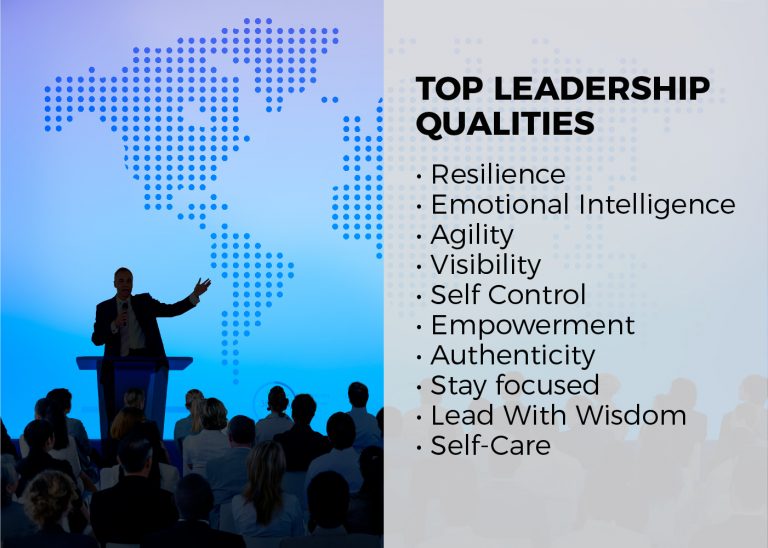 TOP LEADERSHIP
QUALITIES
• Resilience
• Emotional Intelligence
• Agility
• Visibility
• Self Control
• Empowerment
• Authenticity
• Stay focused
• Lead With Wisdom
• Self-Care